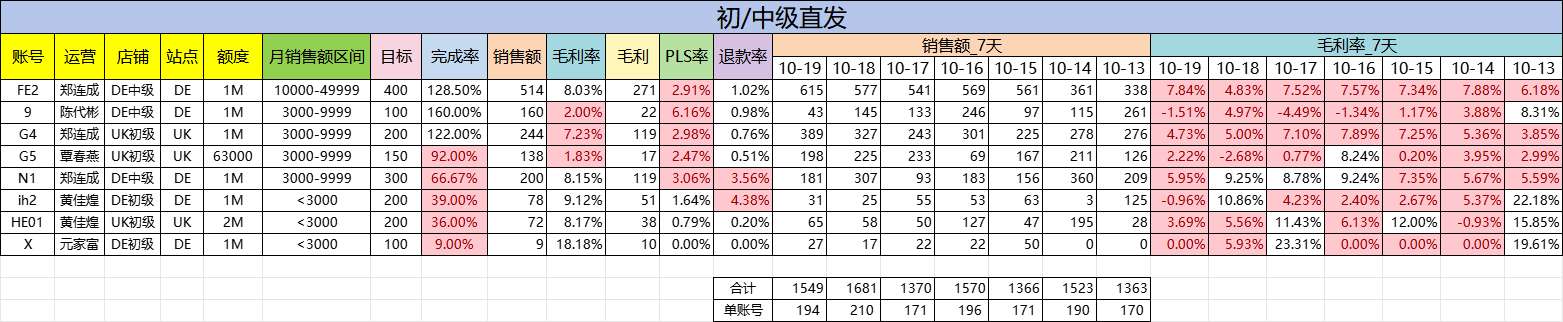 初/中级直发
账号 运营 店铺 站点 额度 月销售额区间 目标 完成率 销售额 毛利率 毛利 PLS率 退款率 销售额_7天 毛利率_7天
10-19 10-18 10-17 10-16 10-15 10-14 10-13 10-19 10-18 10-17 10-16 10-15 10-14 10-13
FE2 郑连成 DE中级 DE 1M 10000-49999 400 128.50% 514 8.03% 271 2.91% 1.02% 615 577 541 569 561 361 338 7.84% 4.83% 7.52% 7.57% 7.34% 7.88% 6.18%
9 陈代彬 DE中级 DE 1M 3000-9999 100 160.00% 160 2.00% 22 6.16% 0.98% 43 145 133 246 97 115 261 -1.51% 4.97% -4.49% -1.34% 1.17% 3.88% 8.31%
G4 郑连成 UK初级 UK 1M 3000-9999 200 122.00% 244 7.23% 119 2.98% 0.76% 389 327 243 301 225 278 276 4.73% 5.00% 7.10% 7.89% 7.25% 5.36% 3.85%
G5 覃春燕 UK初级 UK 63000 3000-9999 150 92.00% 138 1.83% 17 2.47% 0.51% 198 225 233 69 167 211 126 2.22% -2.68% 0.77% 8.24% 0.20% 3.95% 2.99%
N1 郑连成 DE中级 DE 1M 3000-9999 300 66.67% 200 8.15% 119 3.06% 3.56% 181 307 93 183 156 360 209 5.95% 9.25% 8.78% 9.24% 7.35% 5.67% 5.59%
ih2 黄佳煌 DE初级 DE 1M <3000 200 39.00% 78 9.12% 51 1.64% 4.38% 31 25 55 53 63 3 125 -0.96% 10.86% 4.23% 2.40% 2.67% 5.37% 22.18%
HE01 黄佳煌 UK初级 UK 2M <3000 200 36.00% 72 8.17% 38 0.79% 0.20% 65 58 50 127 47 195 28 3.69% 5.56% 11.43% 6.13% 12.00% -0.93% 15.85%
X 元家富 DE初级 DE 1M <3000 100 9.00% 9 18.18% 10 0.00% 0.00% 27 17 22 22 50 0 0 0.00% 5.93% 23.31% 0.00% 0.00% 0.00% 19.61%
合计 1549 1681 1370 1570 1366 1523 1363
单账号 194 210 171 196 171 190 170